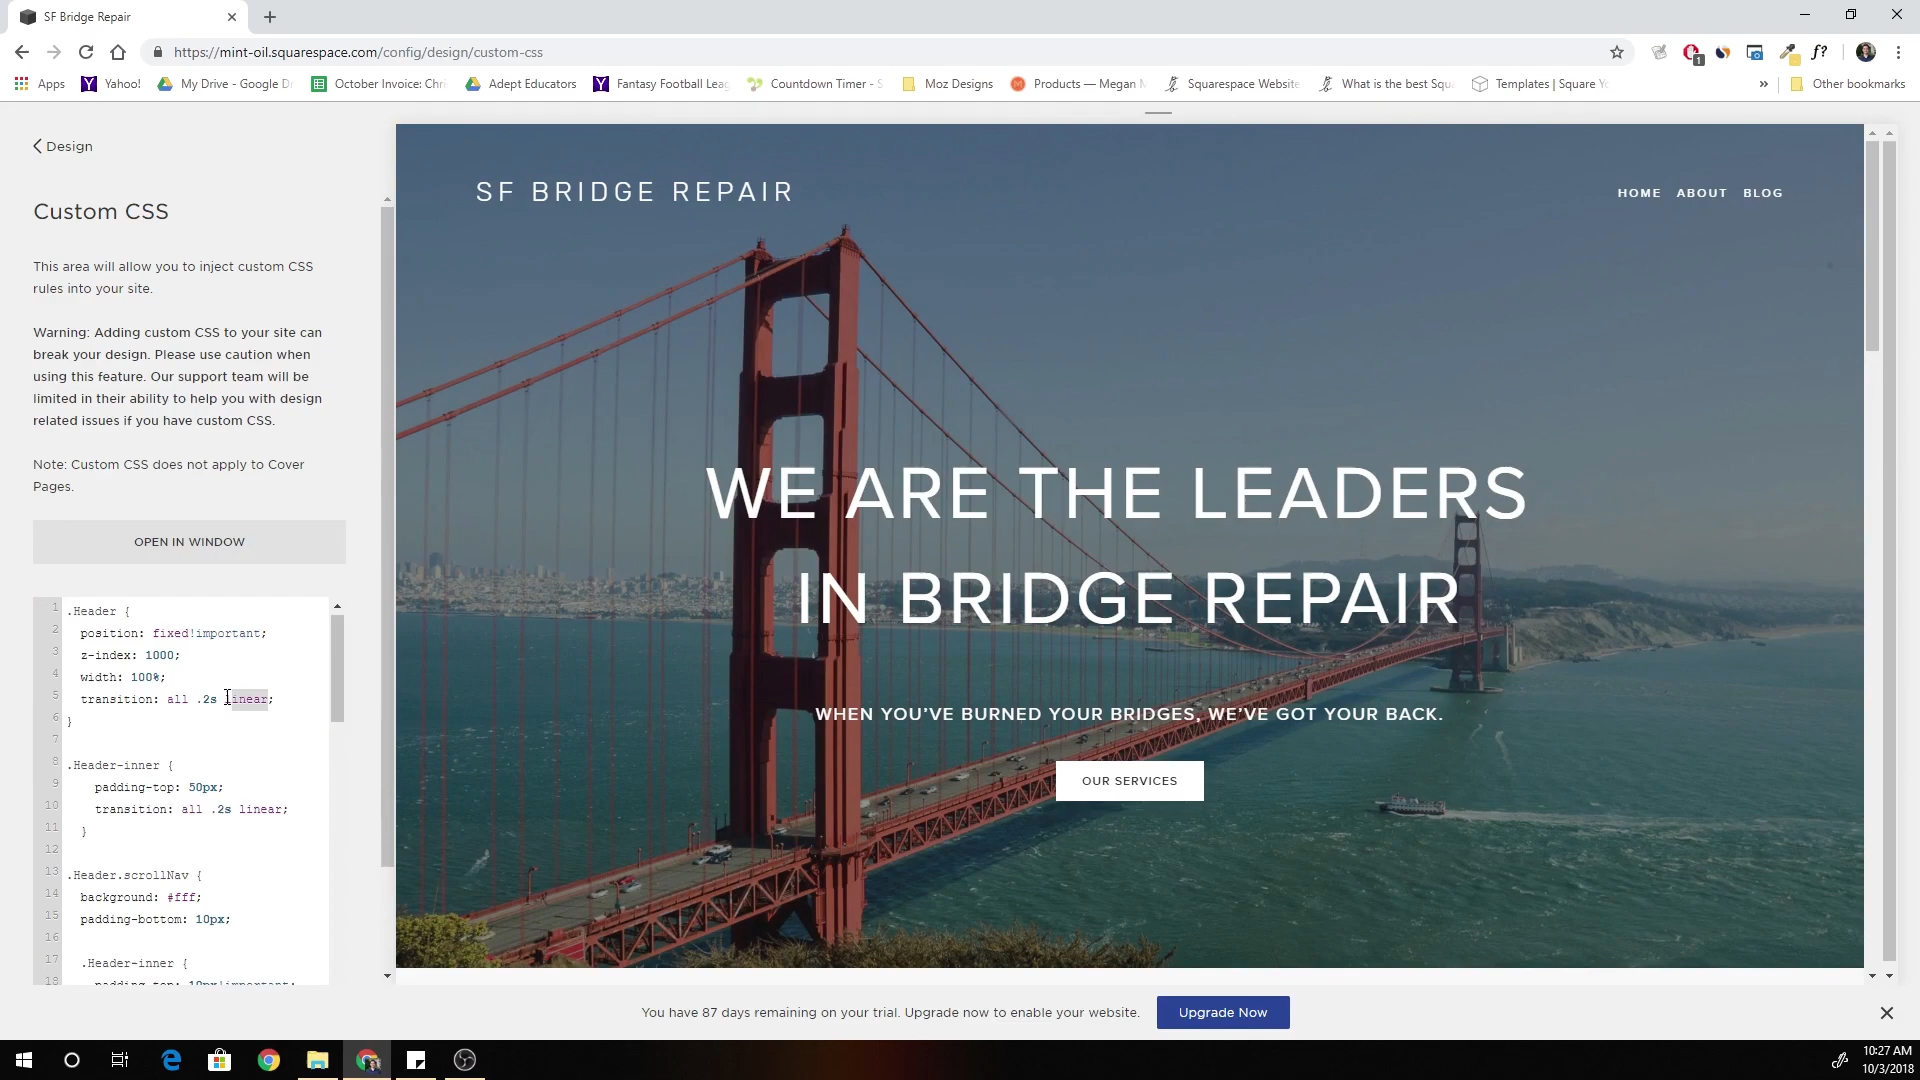 SF Bridge Repair
https://mint-oil.squarespace.com/config/design/custom-css
f?
1
Apps
Yahoo!
My Drive - Google Dr
October Invoice: Chri
Adept Educators
Fantasy Football Leag
Countdown Timer - S
Moz Designs
Products — Megan M
Squarespace Website
What is the best Squa
Templates | Square Yo
»
Other bookmarks
Design
Custom CSS
This area will allow you to inject custom CSS
rules into your site.
Warning: Adding custom CSS to your site can
break your design. Please use caution when
using this feature. Our support team will be
limited in their ability to help you with design
related issues if you have custom CSS.
Note: Custom CSS does not apply to Cover
Pages.
OPEN IN WINDOW
1 .Header {
2 position: fixed!important;
3 z-index: 1000;
4 width: 100%;
5 transition: all .2s linear;
6 }
7
8 .Header-inner {
9 padding-top: 50px;
10 transition: all .2s linear;
11 }
12
13 .Header.scrollNav {
14 background: #fff;
15 padding-bottom: 10px;
16
17 .Header-inner {
18 padding-top: 10px!important;
SF BRIDGE REPAIR
HOME ABOUT BLOG
WE ARE THE LEADERS
IN BRIDGE REPAIR
WHEN YOU'VE BURNED YOUR BRIDGES, WE'VE GOT YOUR BACK.
OUR SERVICES
You have 87 days remaining on your trial. Upgrade now to enable your website.
Upgrade Now
10:27 AM
10/3/2018